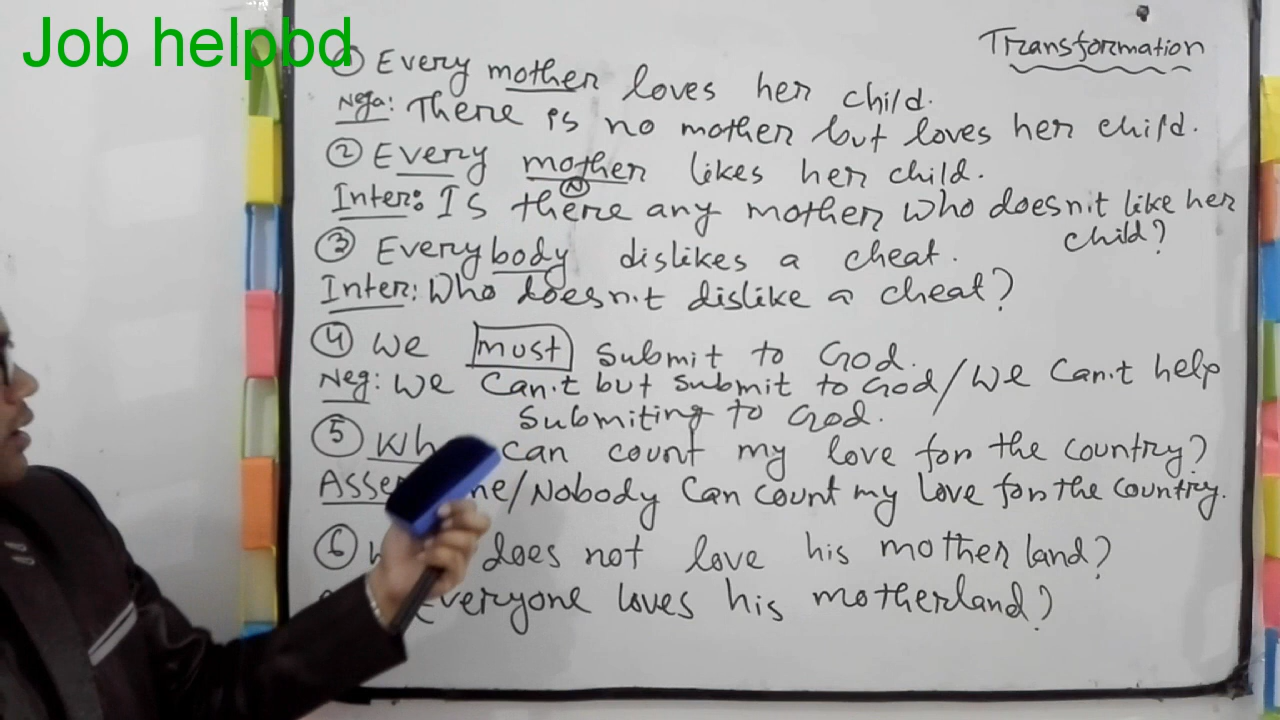 Job helpbd
Transformation
① Every mother loves her child.
Nega: There is no mother but loves her child.
② Every mother likes her child.
Inter: Is there any mother who doesn't like her
child?
③ Everybody dislikes a cheat.
Inter: Who doesn't dislike a cheat?
④ We must submit to God.
Neg: We Can't but submit to God/We Can't help
Submiting to God.
⑤ can count my love for the country?
/Nobody Can Count my Love for the Country.
⑥ does not love his mother land?
Everyone loves his motherland?